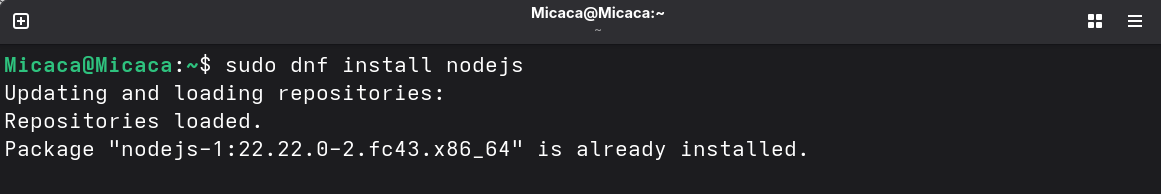 Micaca@Micaca:~
~
Micaca@Micaca:~$ sudo dnf install nodejs
Updating and loading repositories:
Repositories loaded.
Package "nodejs-1:22.22.0-2.fc43.x86_64" is already installed.